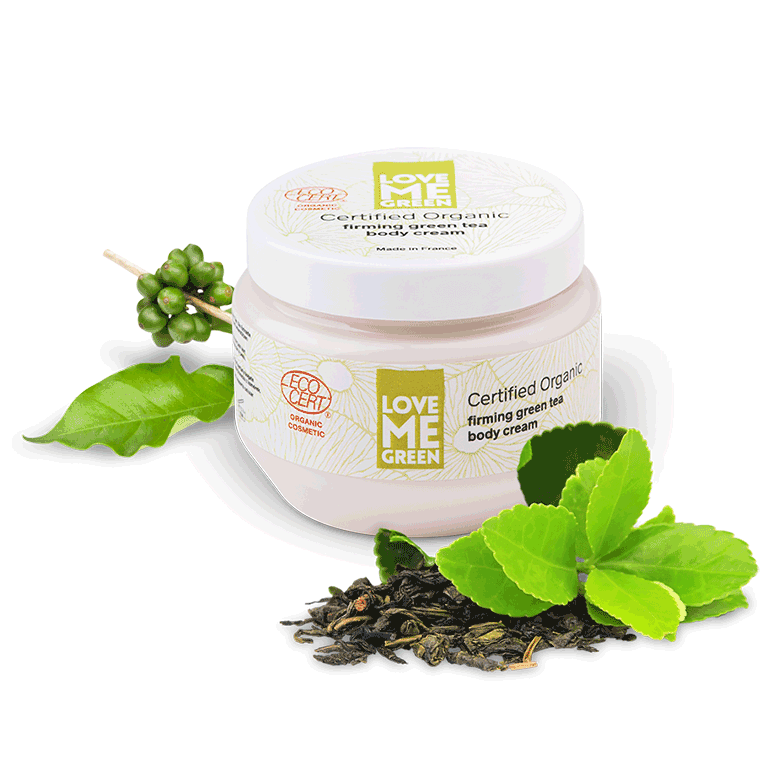 ECO
CERT
ORGANIC
COSMETIC
LOVE
ME
GREEN
Certified Organic
firming green tea
body cream
Made in France
ECO
CERT
®
ORGANIC
COSMETIC
LOVE
ME
GREEN
Certified Organic
firming green tea
body cream